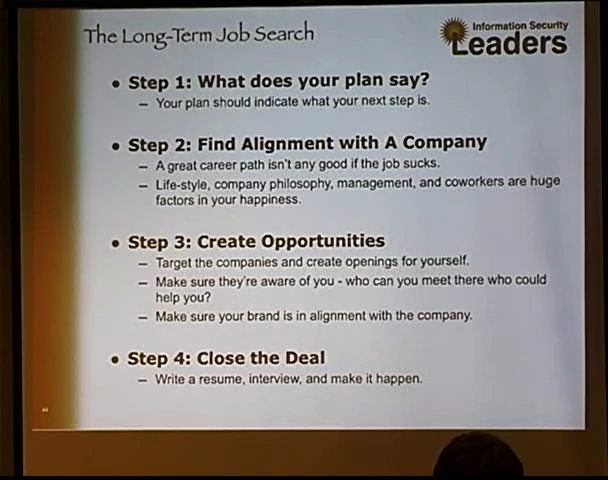 The Long-Term Job Search
Information Security
Leaders
• Step 1: What does your plan say?
– Your plan should indicate what your next step is.
• Step 2: Find Alignment with A Company
– A great career path isn't any good if the job sucks.
– Life-style, company philosophy, management, and coworkers are huge
factors in your happiness.
• Step 3: Create Opportunities
– Target the companies and create openings for yourself.
– Make sure they're aware of you - who can you meet there who could
help you?
– Make sure your brand is in alignment with the company.
• Step 4: Close the Deal
– Write a resume, interview, and make it happen.